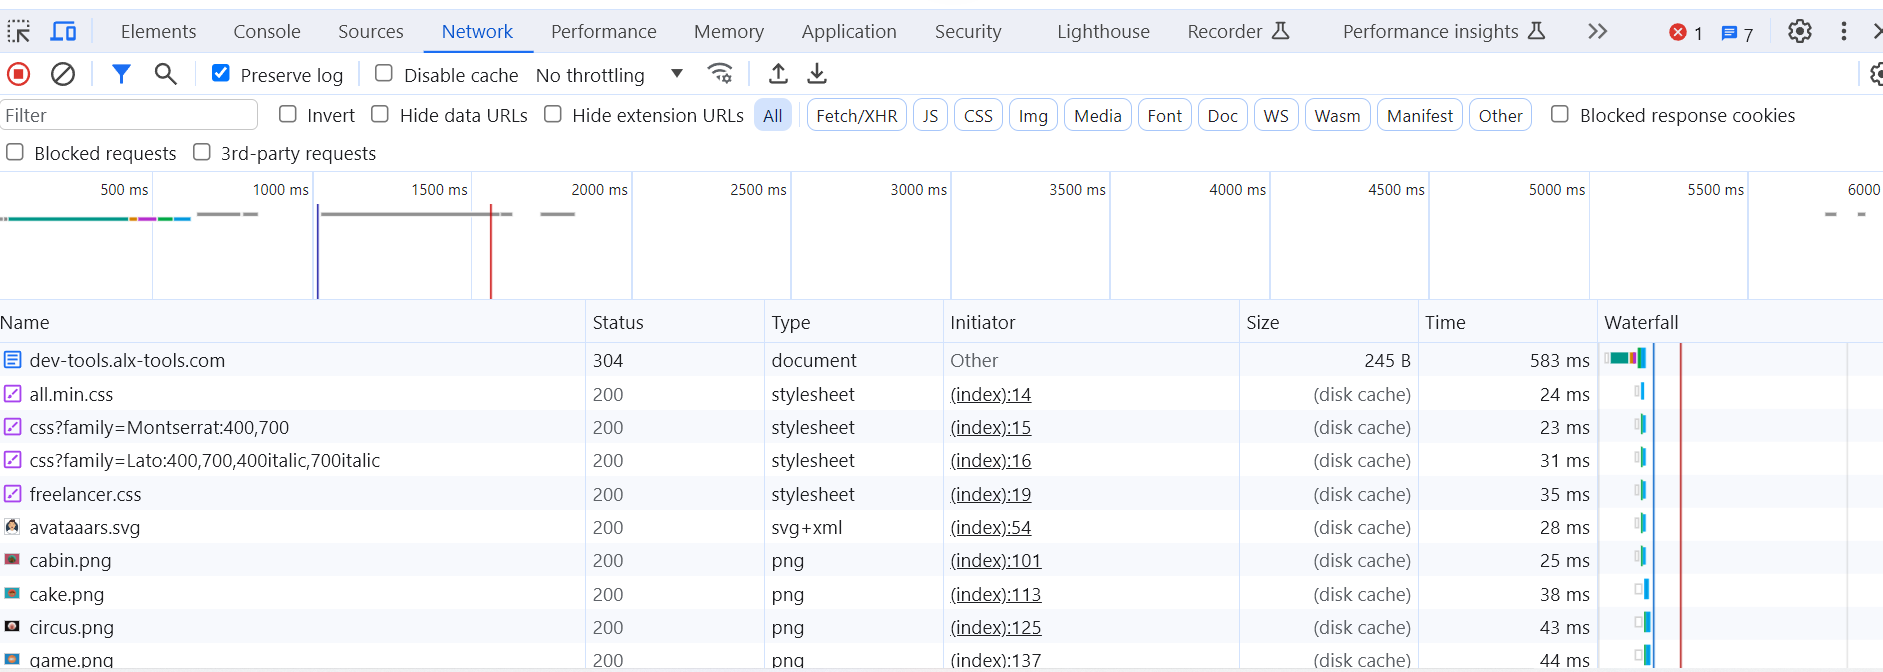 Elements Console Sources Network Performance Memory Application Security Lighthouse Recorder Performance insights 1 7
Preserve log Disable cache No throttling
Filter Invert Hide data URLs Hide extension URLs All Fetch/XHR JS CSS Img Media Font Doc WS Wasm Manifest Other Blocked response cookies
Blocked requests 3rd-party requests
500 ms 1000 ms 1500 ms 2000 ms 2500 ms 3000 ms 3500 ms 4000 ms 4500 ms 5000 ms 5500 ms 6000
Name Status Type Initiator Size Time Waterfall
dev-tools.alx-tools.com 304 document Other 245 B 583 ms
all.min.css 200 stylesheet (index):14 (disk cache) 24 ms
css?family=Montserrat:400,700 200 stylesheet (index):15 (disk cache) 23 ms
css?family=Lato:400,700,400italic,700italic 200 stylesheet (index):16 (disk cache) 31 ms
freelancer.css 200 stylesheet (index):19 (disk cache) 35 ms
avataaars.svg 200 svg+xml (index):54 (disk cache) 28 ms
cabin.png 200 png (index):101 (disk cache) 25 ms
cake.png 200 png (index):113 (disk cache) 38 ms
circus.png 200 png (index):125 (disk cache) 43 ms
game.png 200 png (index):137 (disk cache) 44 ms